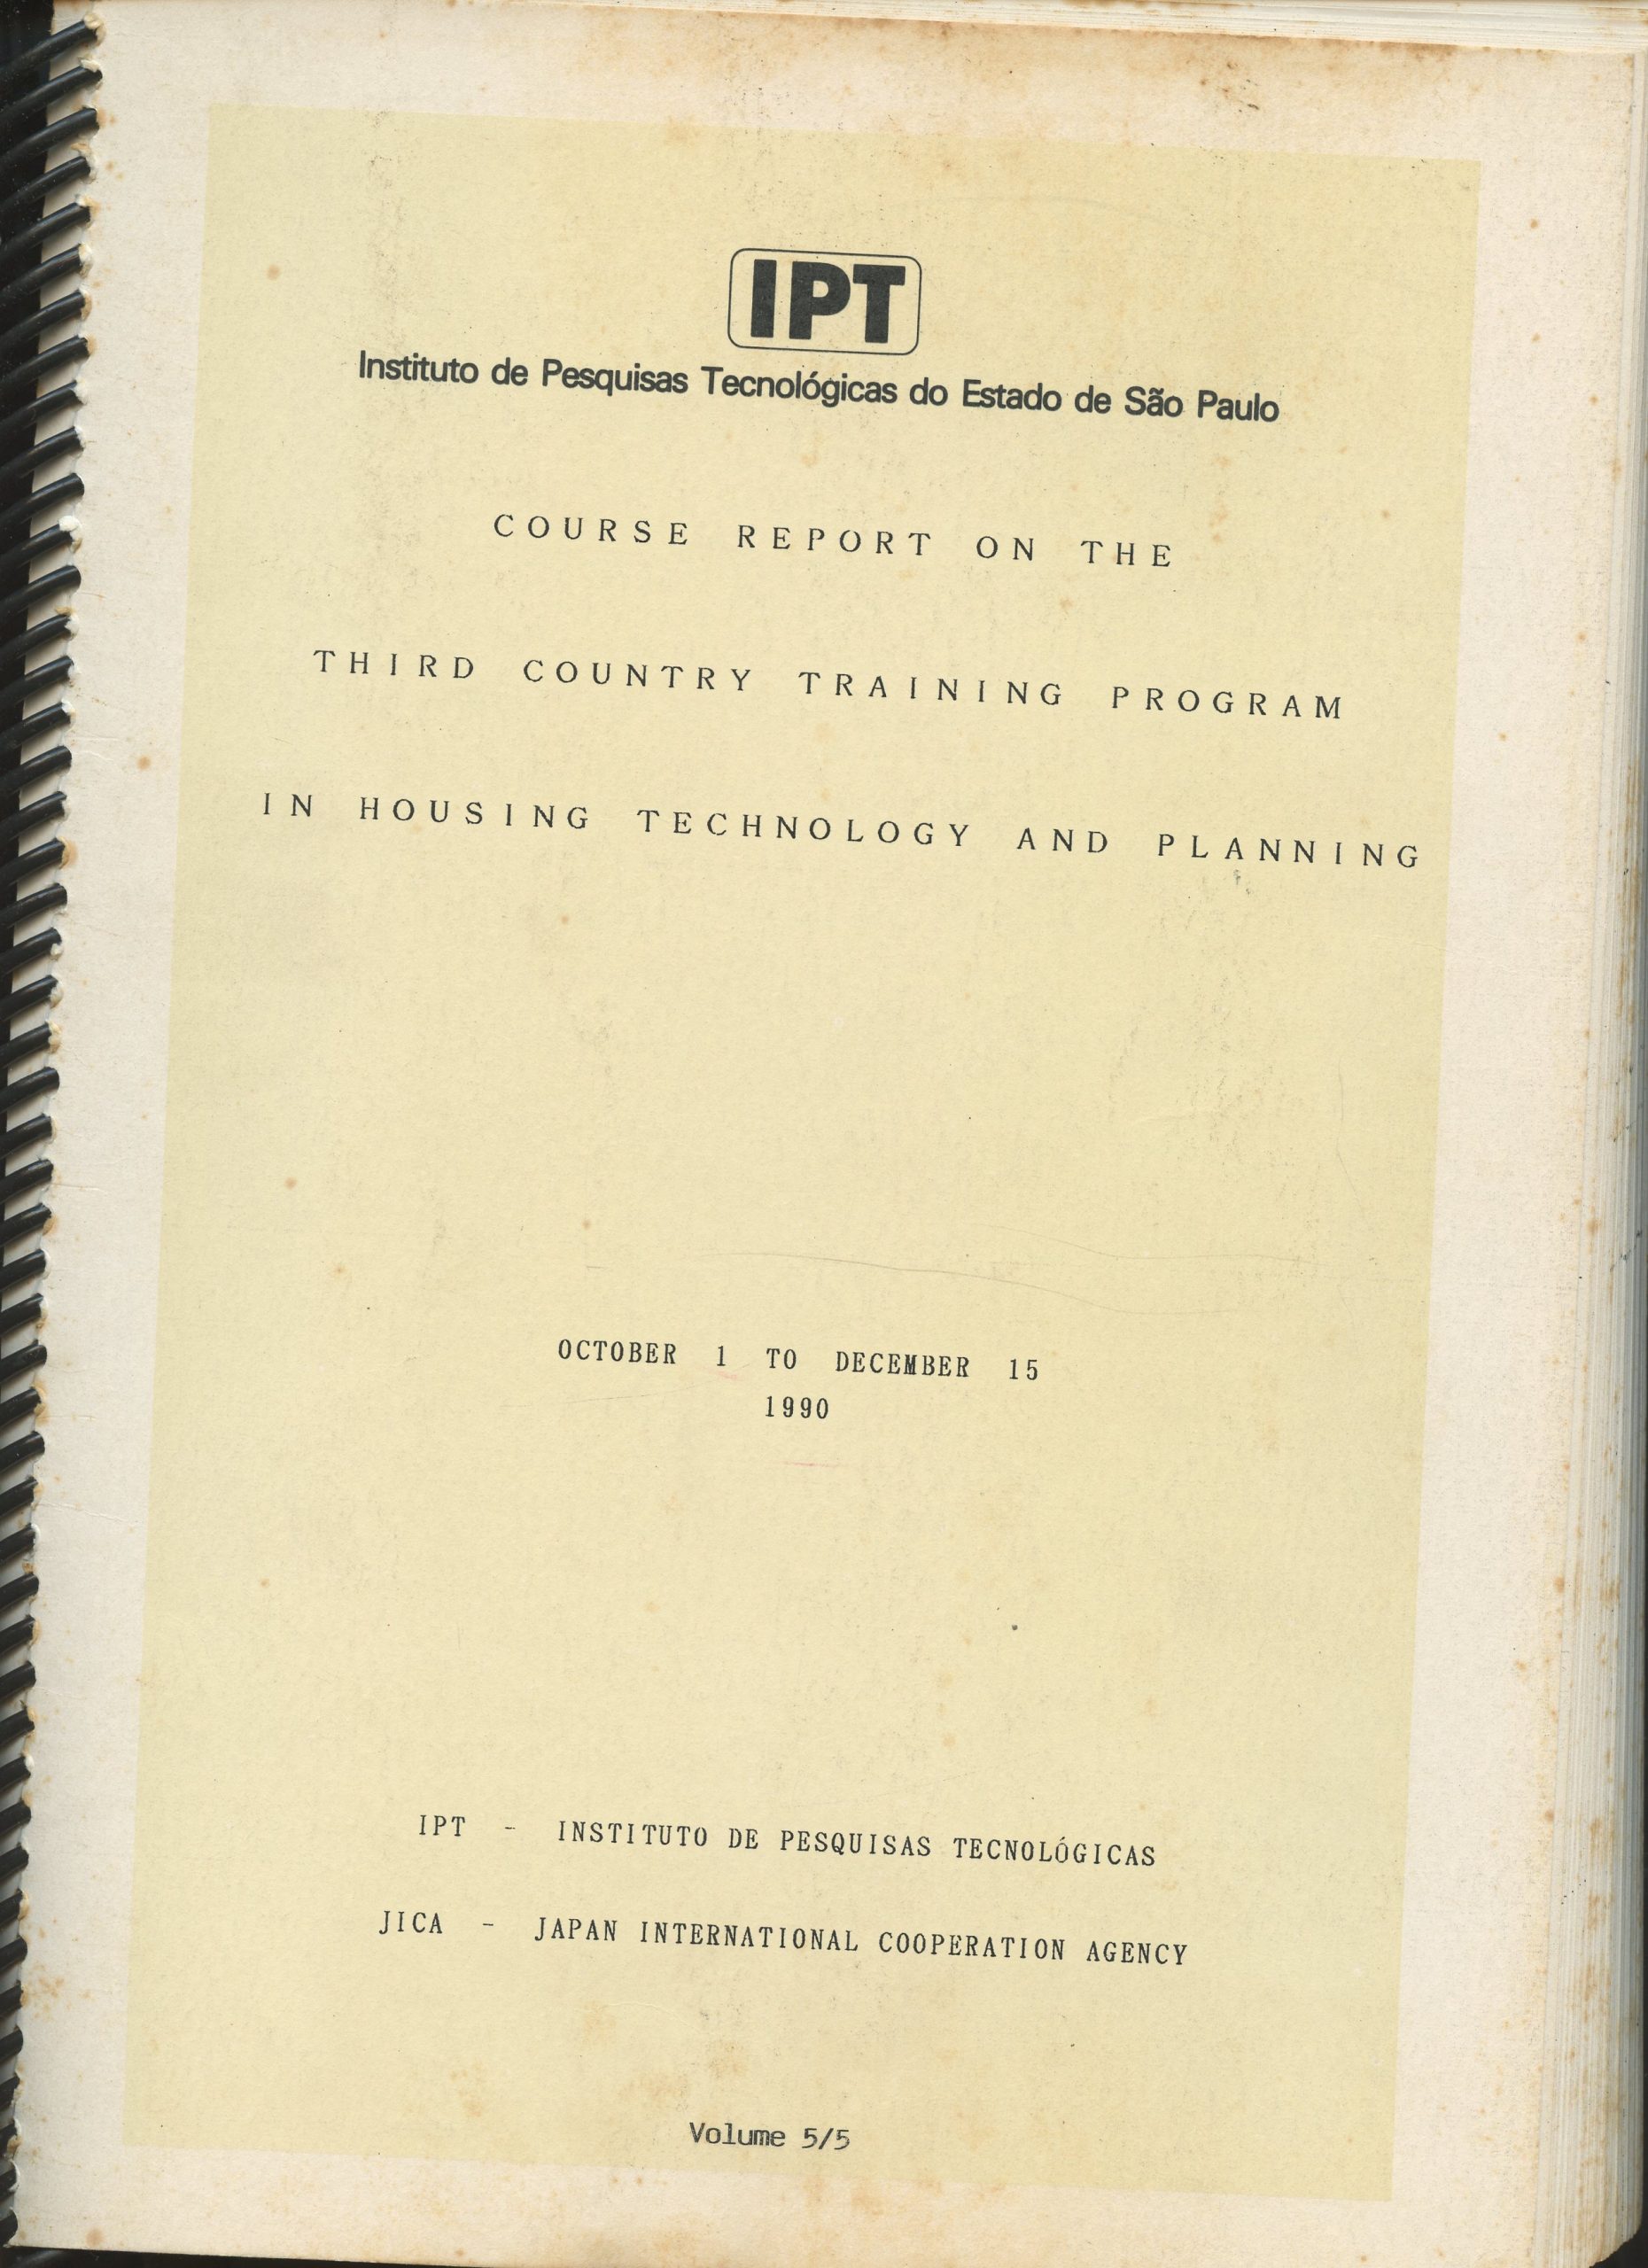 IPT
Instituto de Pesquisas Tecnológicas do Estado de São Paulo
COURSE REPORT ON THE
THIRD COUNTRY TRAINING PROGRAM
IN HOUSING TECHNOLOGY AND PLANNING
OCTOBER 1 TO DECEMBER 15
1990
IPT - INSTITUTO DE PESQUISAS TECNOLÓGICAS
JICA - JAPAN INTERNATIONAL COOPERATION AGENCY
Volume 5/5